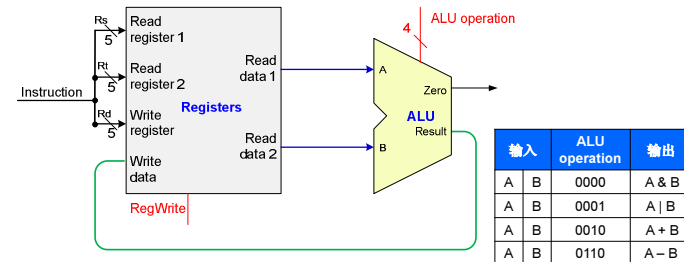 Instruction
Rs
5
Rt
5
Rd
5
Read
register 1
Read
register 2
Write
register
Write
data
Registers
Read
data 1
Read
data 2
RegWrite
4
ALU operation
A
B
Zero
ALU
Result
输入 ALU operation 输出
A B 0000 A & B
A B 0001 A | B
A B 0010 A + B
A B 0110 A – B